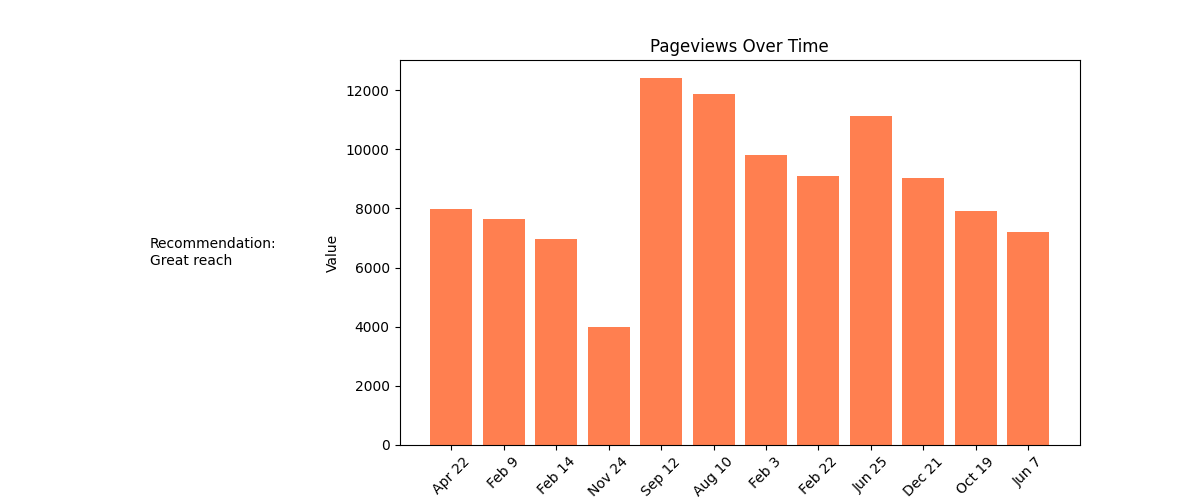 Pageviews Over Time
Recommendation:
Great reach
Value
12000
10000
8000
6000
4000
2000
0
Apr 22
Feb 9
Feb 14
Nov 24
Sep 12
Aug 10
Feb 3
Feb 22
Jun 25
Dec 21
Oct 19
Jun 7